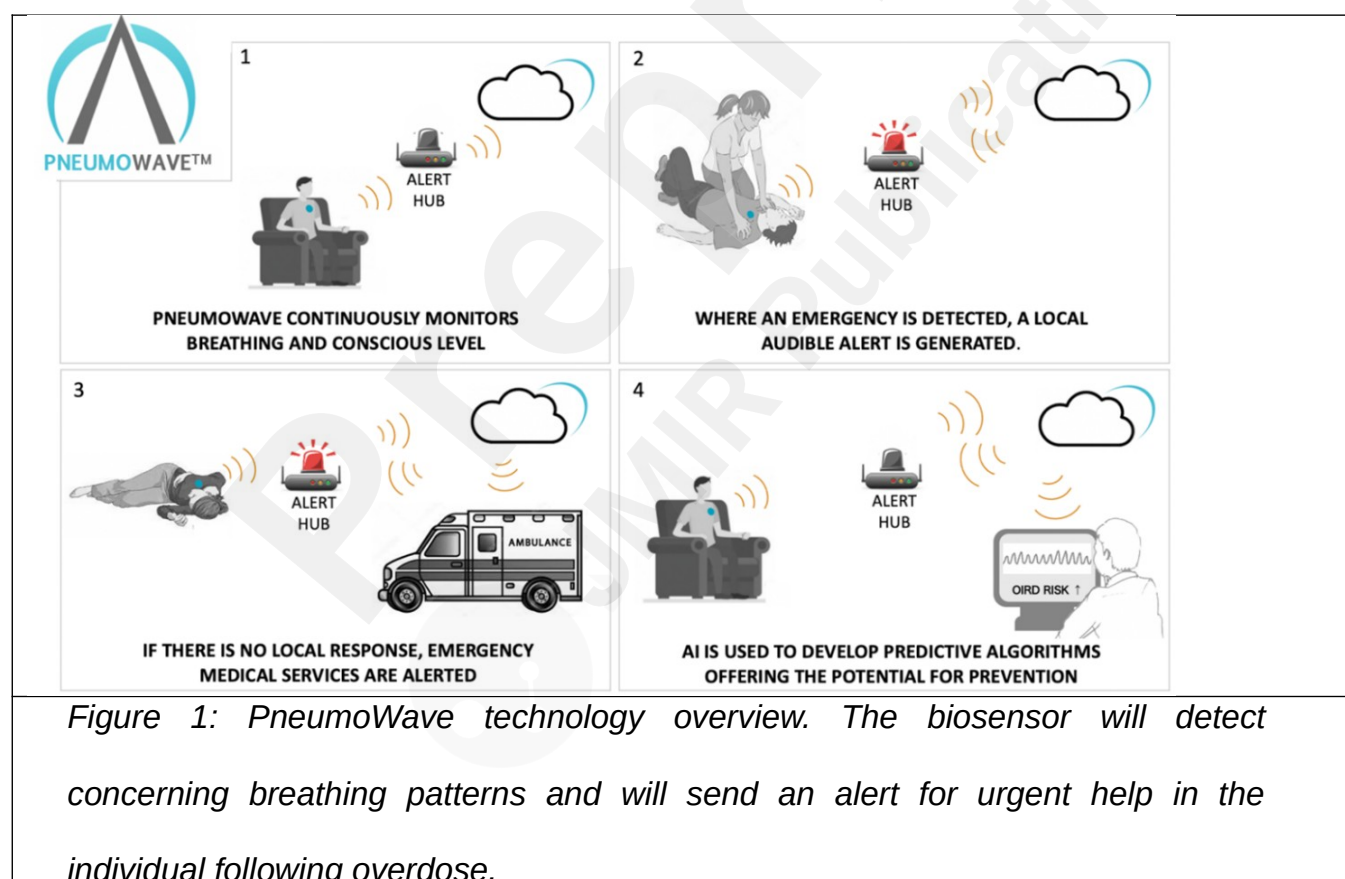 PNEUMOWAVE™
1
ALERT
HUB
PNEUMOWAVE CONTINUOUSLY MONITORS
BREATHING AND CONSCIOUS LEVEL
2
ALERT
HUB
WHERE AN EMERGENCY IS DETECTED, A LOCAL
AUDIBLE ALERT IS GENERATED.
3
ALERT
HUB
AMBULANCE
IF THERE IS NO LOCAL RESPONSE, EMERGENCY
MEDICAL SERVICES ARE ALERTED
4
ALERT
HUB
OIRD RISK ↑
AI IS USED TO DEVELOP PREDICTIVE ALGORITHMS
OFFERING THE POTENTIAL FOR PREVENTION
Figure 1: PneumoWave technology overview. The biosensor will detect
concerning breathing patterns and will send an alert for urgent help in the
individual following overdose.
JMIR